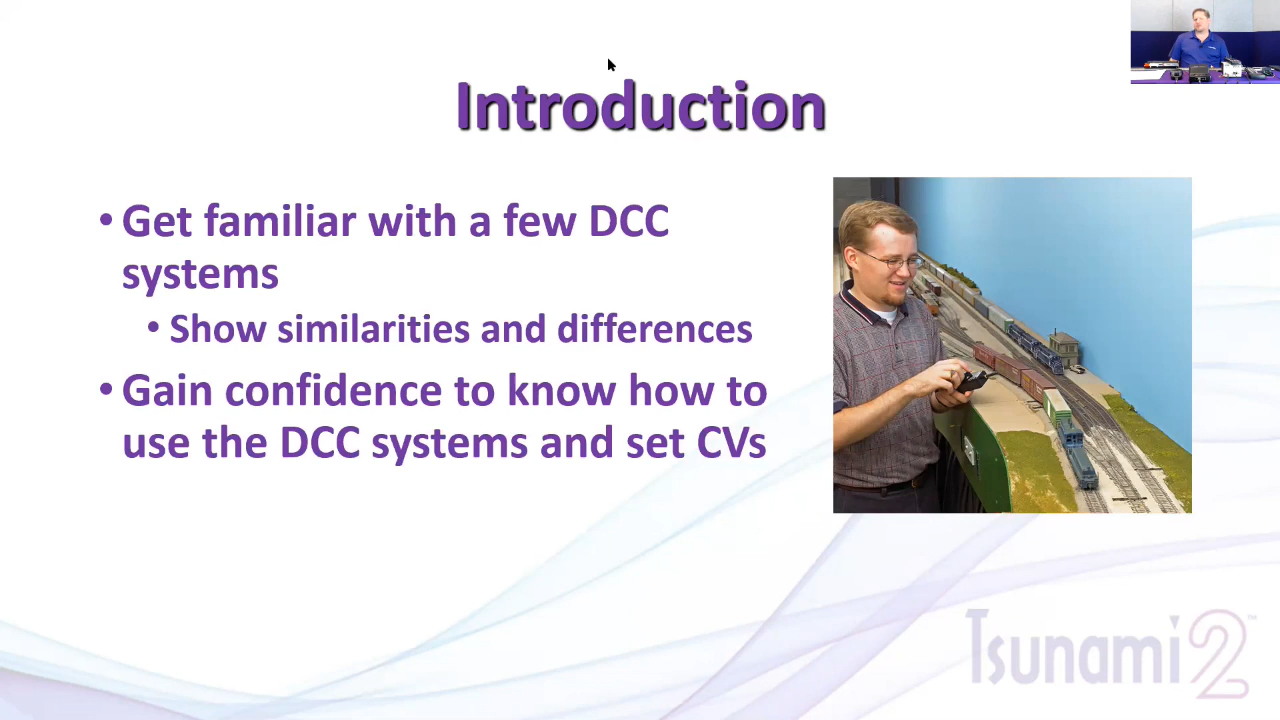 Introduction
• Get familiar with a few DCC
systems
• Show similarities and differences
• Gain confidence to know how to
use the DCC systems and set CVs
Tsunami2™